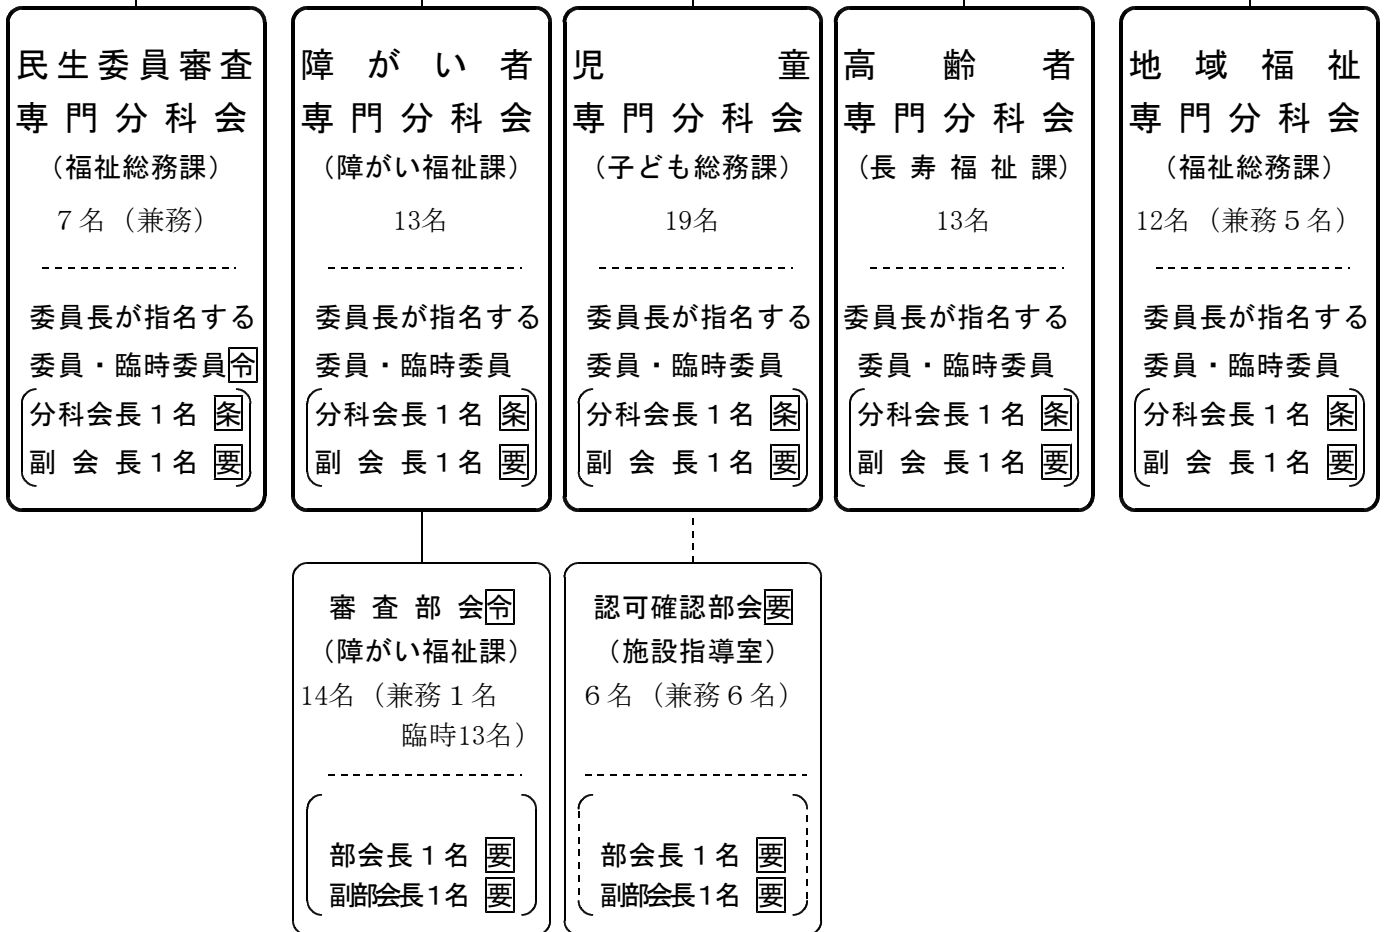 民生委員審査
専門分科会
（福祉総務課）
７名（兼務）
委員長が指名する
委員・臨時委員令
分科会長１名 条
副会長１名 要
障がい者
専門分科会
（障がい福祉課）
13名
委員長が指名する
委員・臨時委員
分科会長１名 条
副会長１名 要
児童
専門分科会
（子ども総務課）
19名
委員長が指名する
委員・臨時委員
分科会長１名 条
副会長１名 要
高齢者
専門分科会
（長寿福祉課）
13名
委員長が指名する
委員・臨時委員
分科会長１名 条
副会長１名 要
地域福祉
専門分科会
（福祉総務課）
12名（兼務５名）
委員長が指名する
委員・臨時委員
分科会長１名 条
副会長１名 要
審査部会令
（障がい福祉課）
14名（兼務１名
臨時13名）
部会長１名 要
副部会長１名 要
認可確認部会要
（施設指導室）
６名（兼務６名）
部会長１名 要
副部会長１名 要